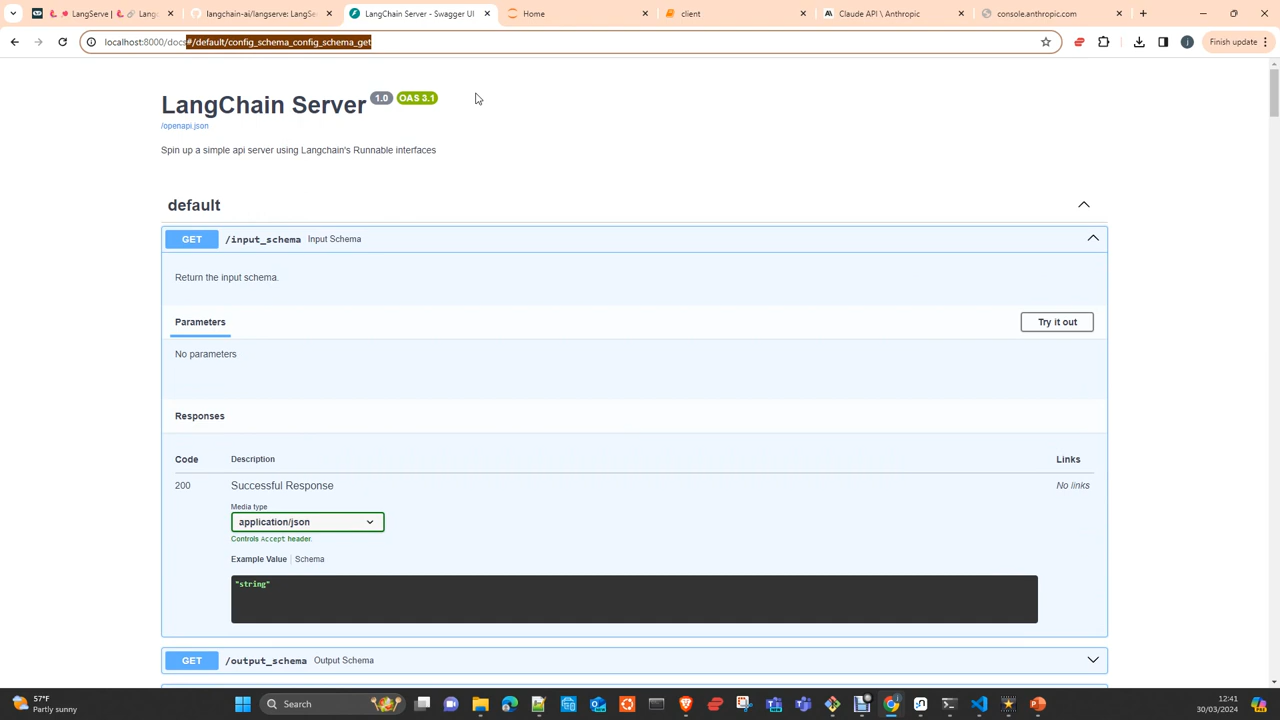 LangServe |
Lang
langchain-ai/langserve: LangSe
LangChain Server - Swagger UI
Home
client
Claude API \ Anthropic
console.anthropic.com
localhost:8000/docs#/default/config_schema_config_schema_get
Finish update
LangChain Server 1.0 OAS 3.1
/openapi.json
Spin up a simple api server using Langchain's Runnable interfaces
default
GET /input_schema Input Schema
Return the input schema.
Parameters
Try it out
No parameters
Responses
Code Description Links
200 Successful Response No links
Media type
application/json
Controls Accept header.
Example Value | Schema
"string"
GET /output_schema Output Schema
57°F
Partly sunny
Search
12:41
30/03/2024